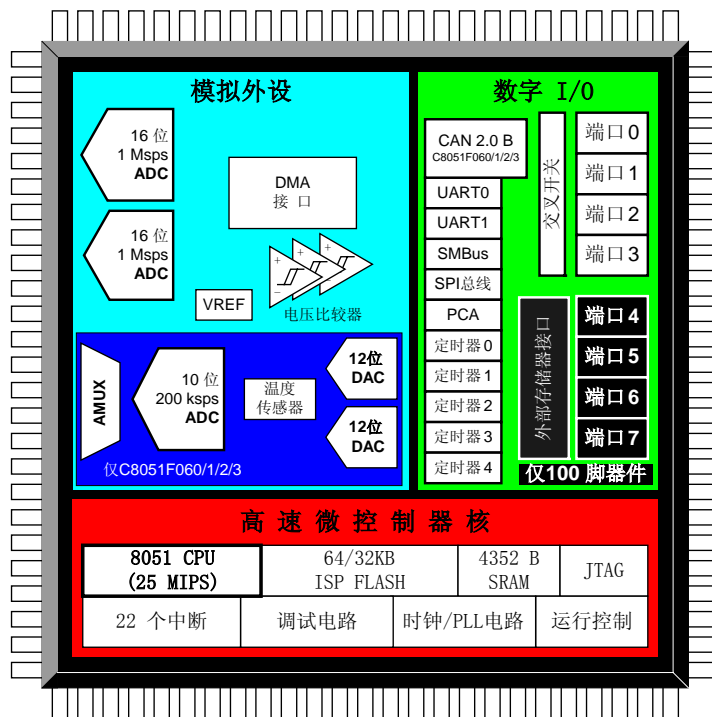 模拟外设
16 位
1 Msps
ADC
16 位
1 Msps
ADC
DMA
接 口
+
-
+
-
+
-
VREF
电压比较器
AMUX
10 位
200 ksps
ADC
温度
传感器
12位
DAC
12位
DAC
仅C8051F060/1/2/3
数字 I/0
CAN 2.0 B
C8051F060/1/2/3
UART0
UART1
SMBus
SPI总线
PCA
定时器0
定时器1
定时器2
定时器3
定时器4
交叉开关
端口0
端口1
端口2
端口3
外部存储器接口
端口4
端口5
端口6
端口7
仅100 脚器件
高速微控制器核
8051 CPU
(25 MIPS)
64/32KB
ISP FLASH
4352 B
SRAM
JTAG
22 个中断
调试电路
时钟/PLL电路
运行控制